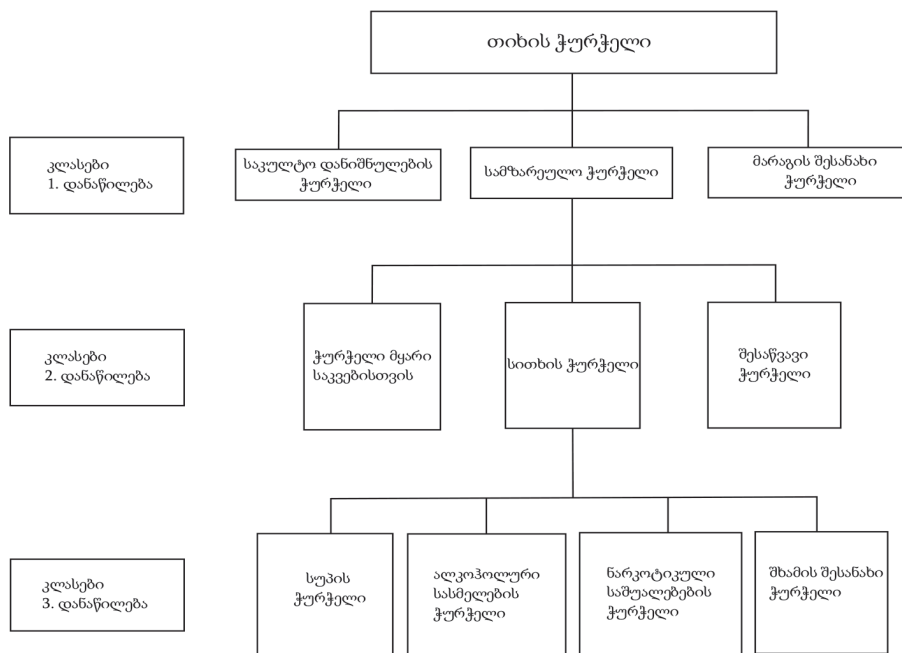 თიხის ჭურჭელი
კლასები
1. დანაწილება
საკულტო დანიშნულების
ჭურჭელი
სამზარეულო ჭურჭელი
მარაგის შესანახი
ჭურჭელი
კლასები
2. დანაწილება
ჭურჭელი მყარი
საკვებისთვის
სითხის ჭურჭელი
შესაწვავი
ჭურჭელი
კლასები
3. დანაწილება
სუპის
ჭურჭელი
ალკოჰოლური
სასმელების
ჭურჭელი
ნარკოტიკული
საშუალებების
ჭურჭელი
შხამის შესანახი
ჭურჭელი